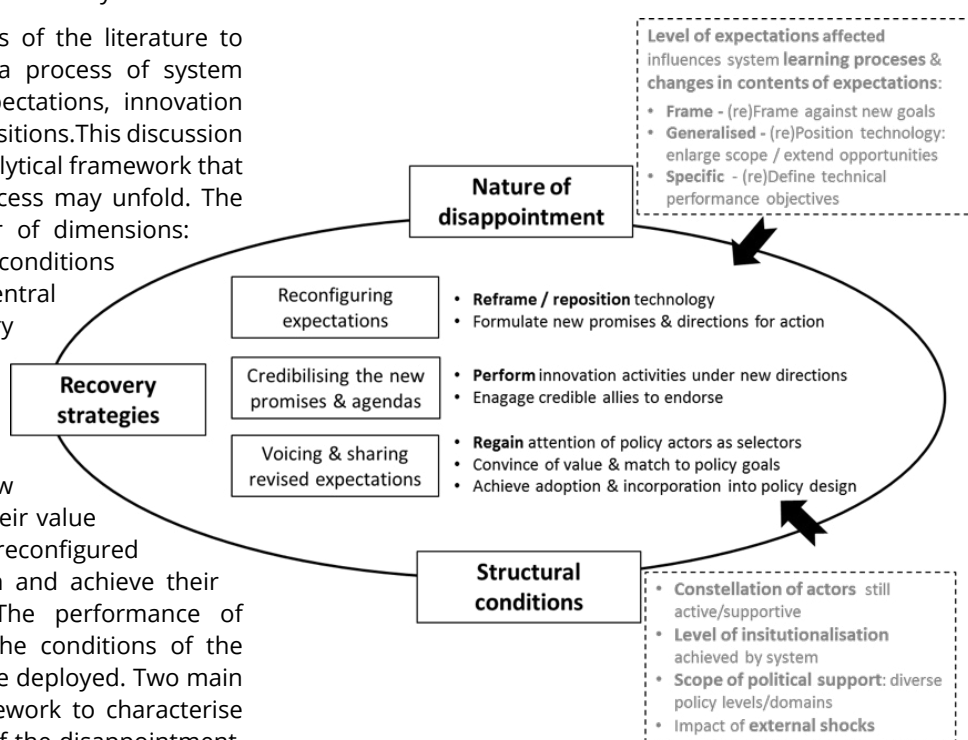 s of the literature to
a process of system
pectations, innovation
sitions.This discussion
lytical framework that
cess may unfold. The
r of dimensions:
conditions
entral
ry
w
eir value
reconfigured
n and achieve their
The performance of
he conditions of the
e deployed. Two main
ework to characterise
of the disappointment
Level of expectations affected
influences system learning proceses &
changes in contents of expectations:
• Frame - (re)Frame against new goals
• Generalised - (re)Position technology:
enlarge scope / extend opportunities
• Specific - (re)Define technical
performance objectives
Nature of
disappointment
Recovery
strategies
Reconfiguring
expectations
• Reframe / reposition technology
• Formulate new promises & directions for action
Credibilising the new
promises & agendas
• Perform innovation activities under new directions
• Enagage credible allies to endorse
Voicing & sharing
revised expectations
• Regain attention of policy actors as selectors
• Convince of value & match to policy goals
• Achieve adoption & incorporation into policy design
Structural
conditions
• Constellation of actors still
active/supportive
• Level of insitutionalisation
achieved by system
• Scope of political support: diverse
policy levels/domains
• Impact of external shocks